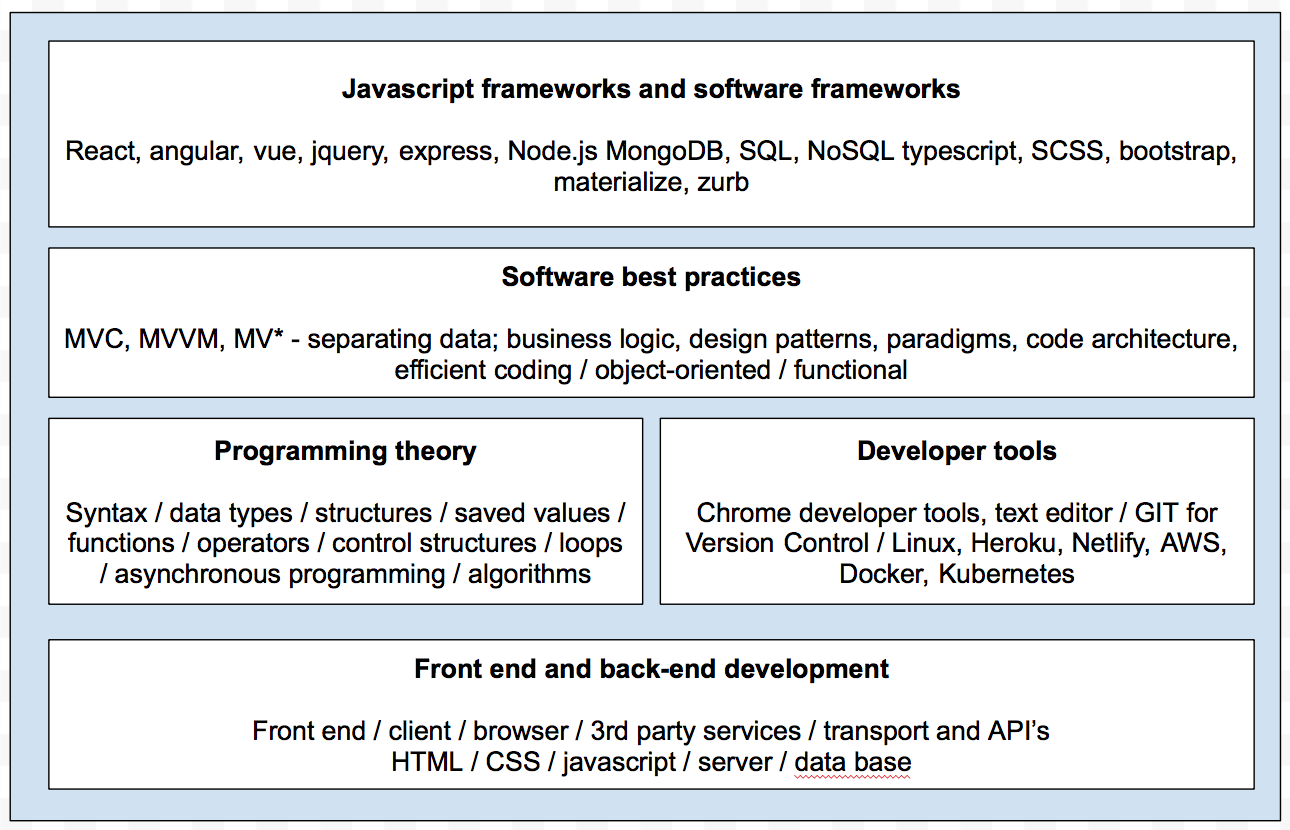 Javascript frameworks and software frameworks
React, angular, vue, jquery, express, Node.js MongoDB, SQL, NoSQL typescript, SCSS, bootstrap,
materialize, zurb
Software best practices
MVC, MVVM, MV* - separating data; business logic, design patterns, paradigms, code architecture,
efficient coding / object-oriented / functional
Programming theory
Syntax / data types / structures / saved values /
functions / operators / control structures / loops
/ asynchronous programming / algorithms
Developer tools
Chrome developer tools, text editor / GIT for
Version Control / Linux, Heroku, Netlify, AWS,
Docker, Kubernetes
Front end and back-end development
Front end / client / browser / 3rd party services / transport and API’s
HTML / CSS / javascript / server / data base